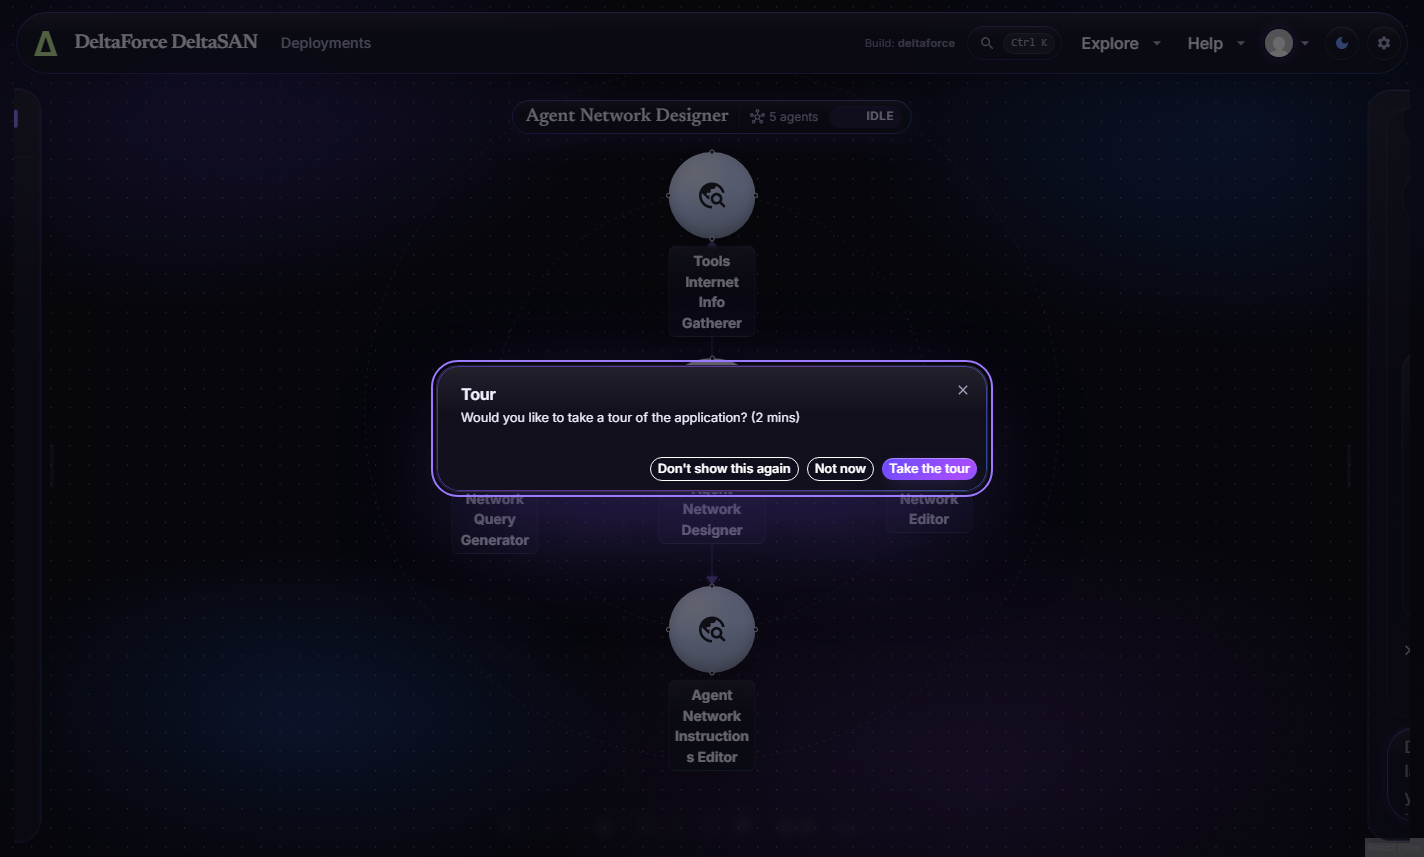 DeltaForce DeltaSAN
Deployments
Build: deltaforce
Ctrl K
Explore
Help
Agent Network Designer
5 agents
IDLE
Tools
Internet
Info
Gatherer
Tour
Would you like to take a tour of the application? (2 mins)
Don't show this again
Not now
Take the tour
Network
Query
Generator
Agent
Network
Designer
Network
Editor
Agent
Network
Instruction
s Editor